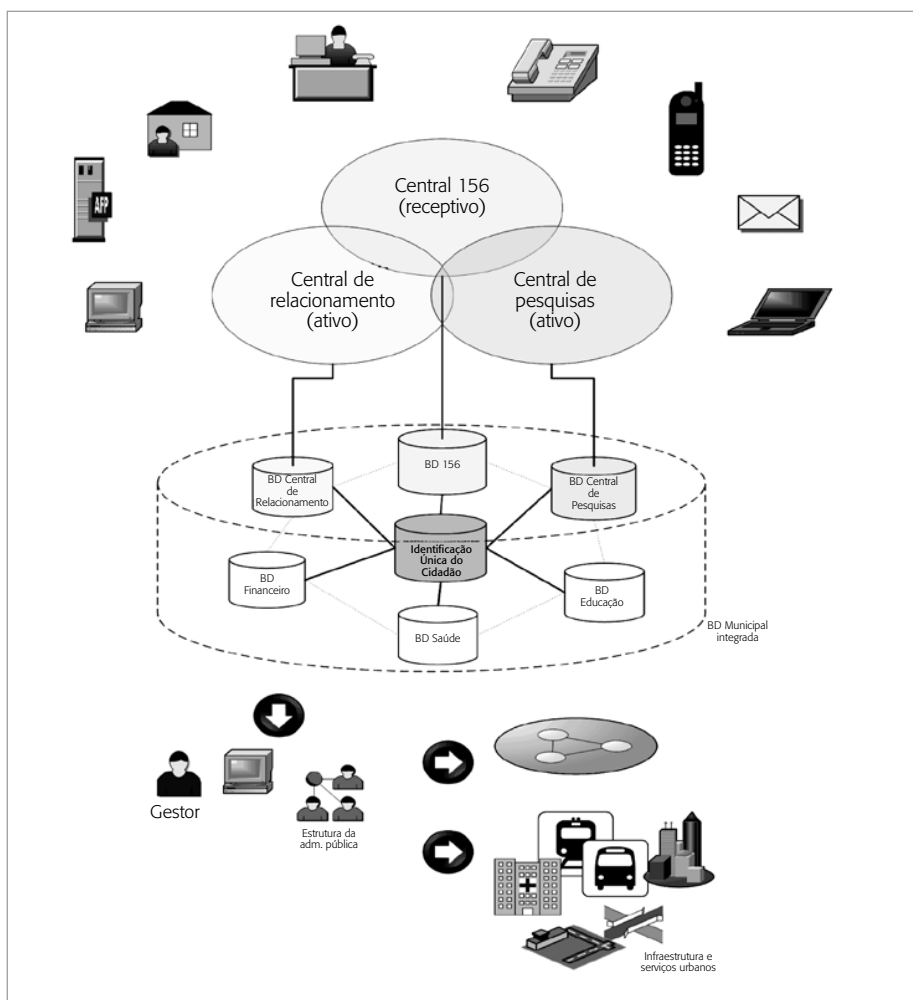 AFP
Central 156
(receptivo)
Central de
relacionamento
(ativo)
Central de
pesquisas
(ativo)
BD 156
BD Central
de
Relacionamento
BD Central
de
Pesquisas
Identificação
Única do
Cidadão
BD
Financeiro
BD
Educação
BD Saúde
BD Municipal
integrada
Gestor
Estrutura da
adm. pública
Infraestrutura e
serviços urbanos